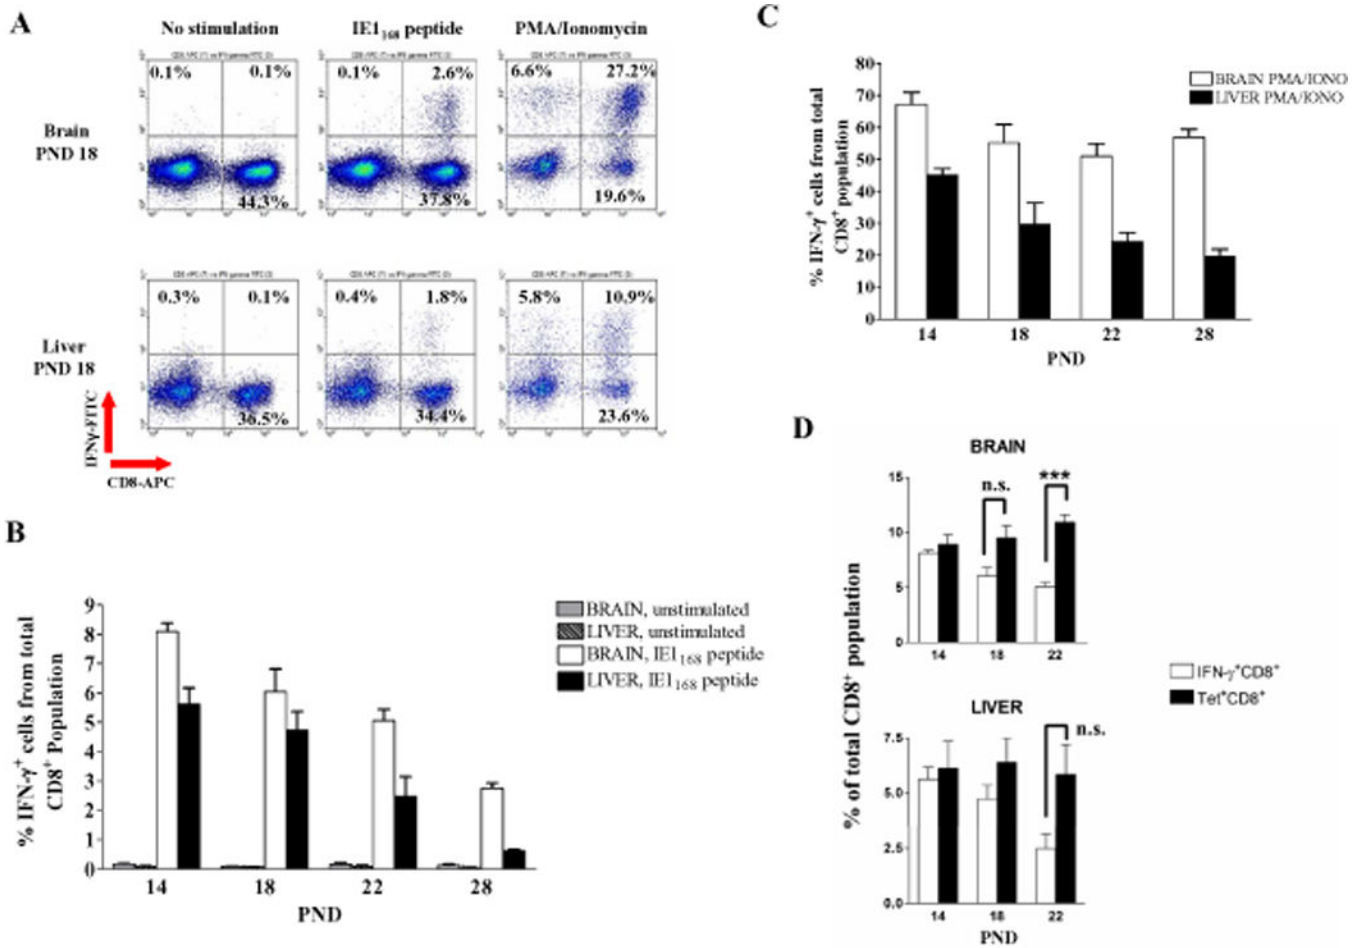 A
No stimulation
IE1₁₆₈ peptide
PMA/Ionomycin
Brain
PND 18
0.1%
0.1%
44.3%
0.1%
2.6%
37.8%
6.6%
27.2%
19.6%
Liver
PND 18
0.3%
0.1%
36.5%
0.4%
1.8%
34.4%
5.8%
10.9%
23.6%
IFNγ-FITC
CD8-APC
B
% IFN-γ⁺ cells from total
CD8⁺ Population
9
8
7
6
5
4
3
2
1
0
14 18 22 28
PND
BRAIN, unstimulated
LIVER, unstimulated
BRAIN, IE1₁₆₈ peptide
LIVER, IE1₁₆₈ peptide
C
% IFN-γ⁺ cells from total
CD8⁺ population
80
70
60
50
40
30
20
10
0
14 18 22 28
PND
BRAIN PMA/IONO
LIVER PMA/IONO
D
% of total CD8⁺ population
BRAIN
15
10
5
0
n.s.
***
14 18 22
LIVER
7.5
5.0
2.5
0.0
n.s.
14 18 22
PND
IFN-γ⁺CD8⁺
Tet⁺CD8⁺